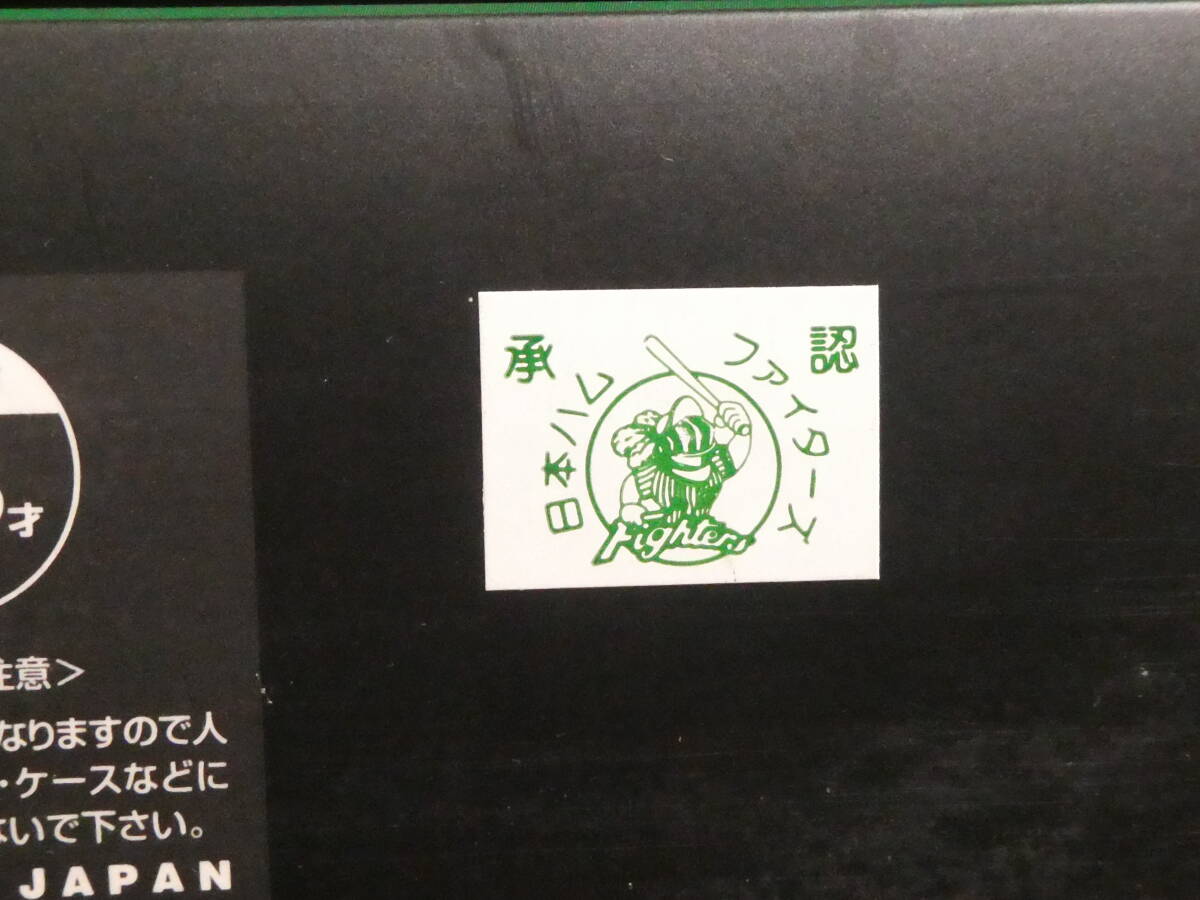 承認
日本ハムファイターズ
Fighters
才
注意＞
なりますので人
・ケースなどに
ないで下さい。
JAPAN